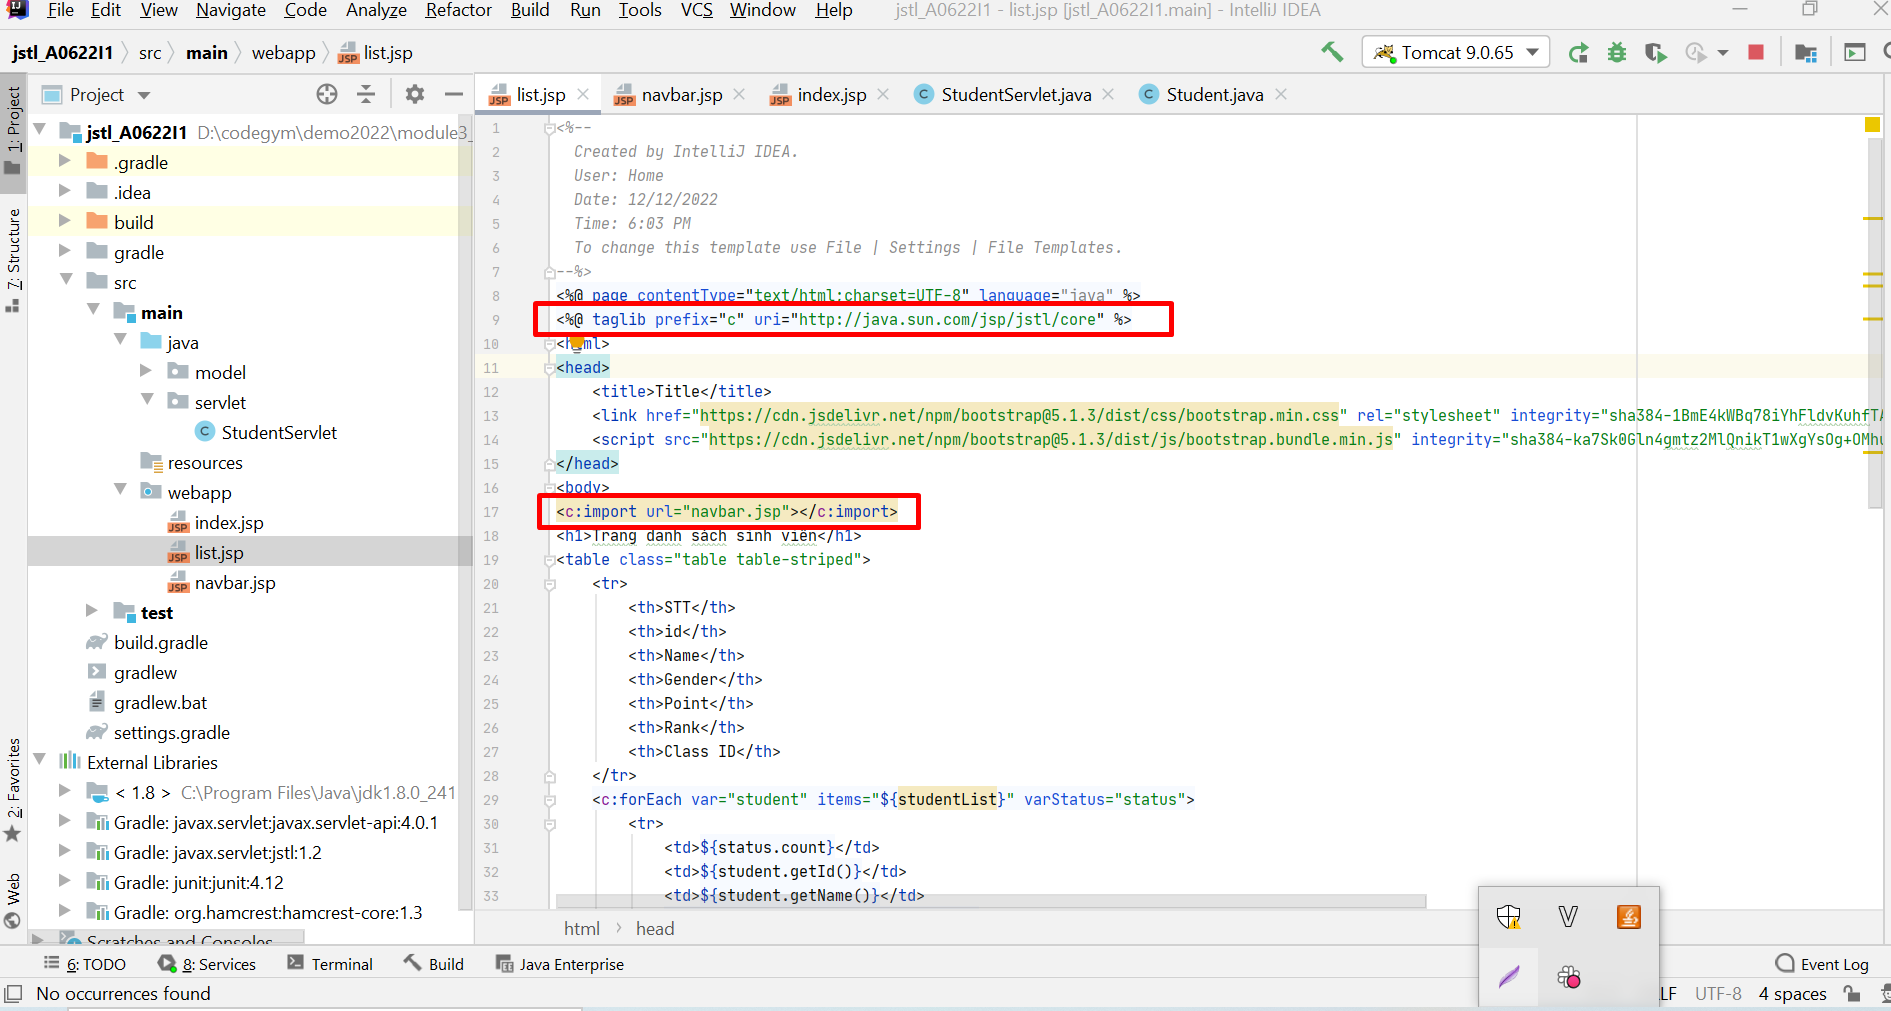 File Edit View Navigate Code Analyze Refactor Build Run Tools VCS Window Help jstl_A0622I1 - list.jsp [jstl_A0622I1.main] - IntelliJ IDEA
jstl_A0622I1 src main webapp list.jsp Tomcat 9.0.65
Project
list.jsp navbar.jsp index.jsp StudentServlet.java Student.java
1: Project
7: Structure
2: Favorites
Web
jstl_A0622I1 D:\codegym\demo2022\module3_
.gradle
.idea
build
gradle
src
main
java
model
servlet
StudentServlet
resources
webapp
index.jsp
list.jsp
navbar.jsp
test
build.gradle
gradlew
gradlew.bat
settings.gradle
External Libraries
< 1.8 > C:\Program Files\Java\jdk1.8.0_241
Gradle: javax.servlet:javax.servlet-api:4.0.1
Gradle: javax.servlet:jstl:1.2
Gradle: junit:junit:4.12
Gradle: org.hamcrest:hamcrest-core:1.3
Scratches and Consoles
1 <%--
2 Created by IntelliJ IDEA.
3 User: Home
4 Date: 12/12/2022
5 Time: 6:03 PM
6 To change this template use File | Settings | File Templates.
7 --%>
8 <%@ page contentType="text/html;charset=UTF-8" language="java" %>
9 <%@ taglib prefix="c" uri="http://java.sun.com/jsp/jstl/core" %>
10 <html>
11 <head>
12 <title>Title</title>
13 <link href="https://cdn.jsdelivr.net/npm/bootstrap@5.1.3/dist/css/bootstrap.min.css" rel="stylesheet" integrity="sha384-1BmE4kWBq78iYhFldvKuhfTA
14 <script src="https://cdn.jsdelivr.net/npm/bootstrap@5.1.3/dist/js/bootstrap.bundle.min.js" integrity="sha384-ka7Sk0Gln4gmtz2MlQnikT1wXgYsOg+OMhu
15 </head>
16 <body>
17 <c:import url="navbar.jsp"></c:import>
18 <h1>Trang danh sách sinh viên</h1>
19 <table class="table table-striped">
20 <tr>
21 <th>STT</th>
22 <th>id</th>
23 <th>Name</th>
24 <th>Gender</th>
25 <th>Point</th>
26 <th>Rank</th>
27 <th>Class ID</th>
28 </tr>
29 <c:forEach var="student" items="${studentList}" varStatus="status">
30 <tr>
31 <td>${status.count}</td>
32 <td>${student.getId()}</td>
33 <td>${student.getName()}</td>
html head
6: TODO 8: Services Terminal Build Java Enterprise Event Log
No occurrences found LF UTF-8 4 spaces